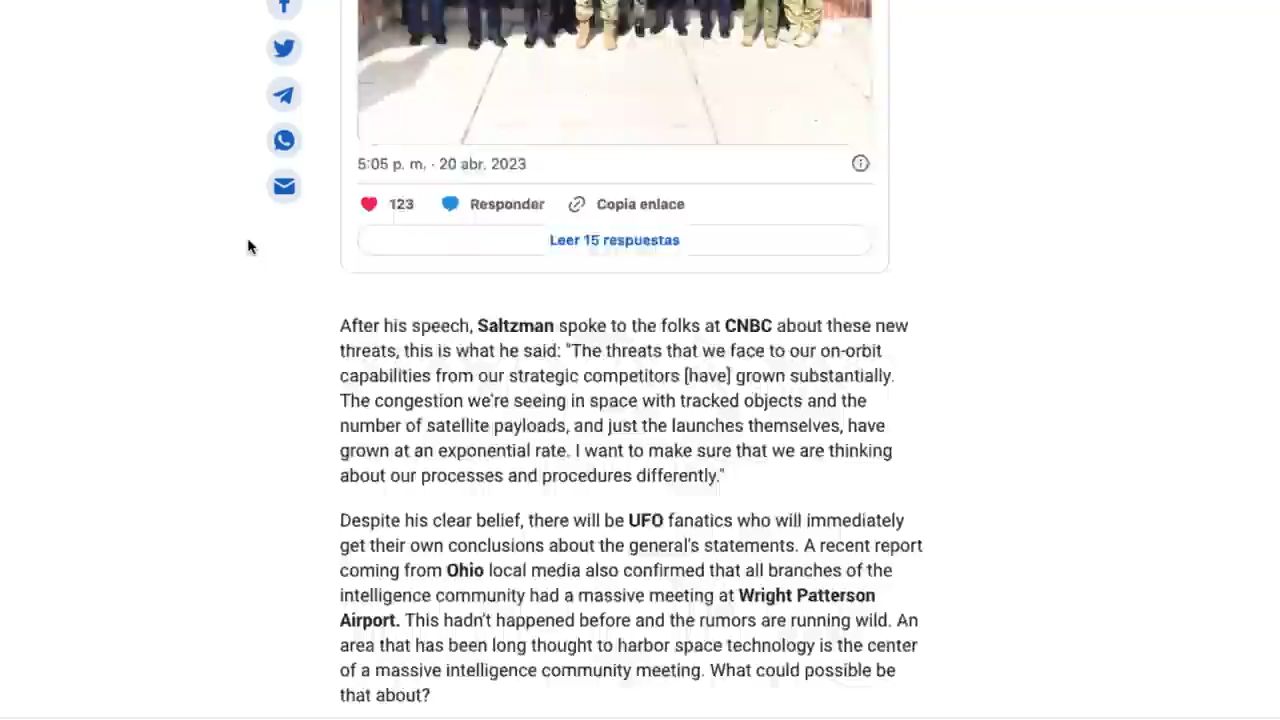 5:05 p. m. · 20 abr. 2023
123 Responder Copia enlace
Leer 15 respuestas
After his speech, Saltzman spoke to the folks at CNBC about these new
threats, this is what he said: "The threats that we face to our on-orbit
capabilities from our strategic competitors [have] grown substantially.
The congestion we're seeing in space with tracked objects and the
number of satellite payloads, and just the launches themselves, have
grown at an exponential rate. I want to make sure that we are thinking
about our processes and procedures differently."
Despite his clear belief, there will be UFO fanatics who will immediately
get their own conclusions about the general's statements. A recent report
coming from Ohio local media also confirmed that all branches of the
intelligence community had a massive meeting at Wright Patterson
Airport. This hadn't happened before and the rumors are running wild. An
area that has been long thought to harbor space technology is the center
of a massive intelligence community meeting. What could possible be
that about?